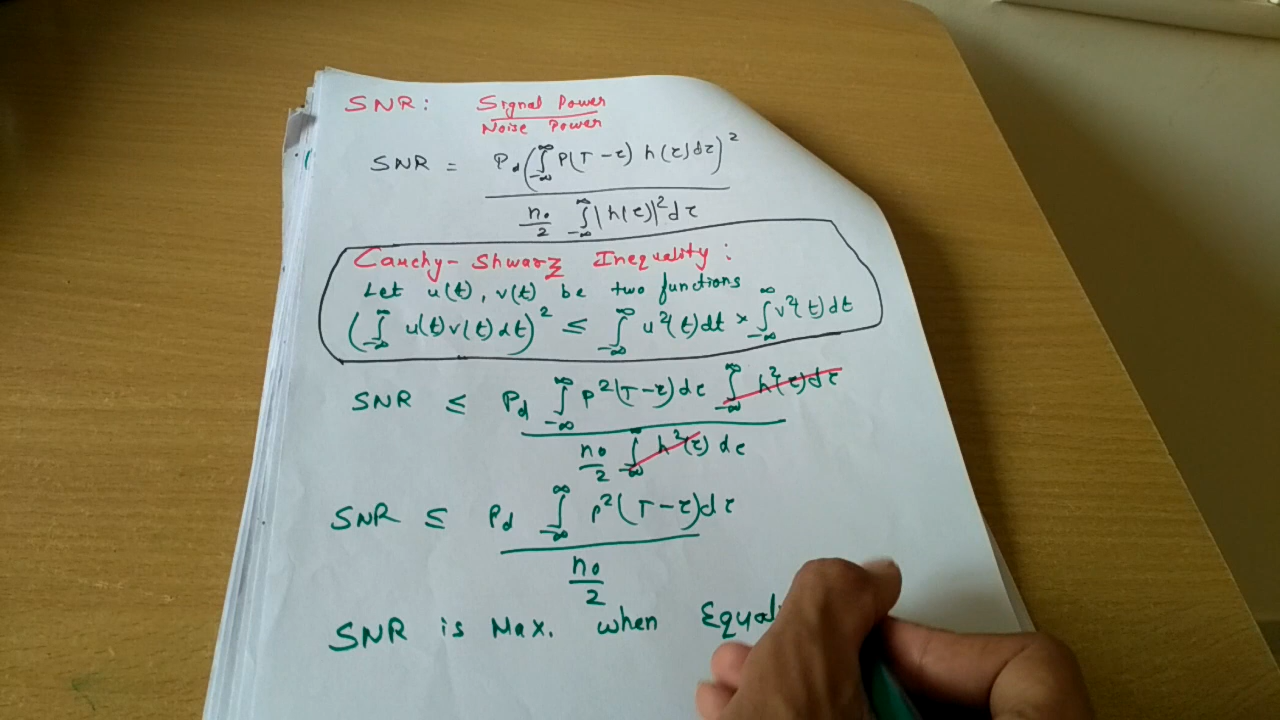 SNR: Signal Power / Noise Power
SNR = P_d (∫_{-∞}^{∞} P(T-τ) h(τ)dτ)^2 / (n_0/2 ∫_{-∞}^{∞} |h(τ)|^2 dτ)
Cauchy-Shwarz Inequality:
Let u(t), v(t) be two functions
(∫_{-∞}^{∞} u(t)v(t)dt)^2 ≤ ∫_{-∞}^{∞} u^2(t)dt × ∫_{-∞}^{∞} v^2(t)dt
SNR ≤ P_d ∫_{-∞}^{∞} p^2(T-τ)dτ ∫_{-∞}^{∞} h^2(τ)dτ / (n_0/2 ∫_{-∞}^{∞} h^2(τ)dτ)
SNR ≤ P_d ∫_{-∞}^{∞} p^2(T-τ)dτ / (n_0/2)
SNR is Max. when